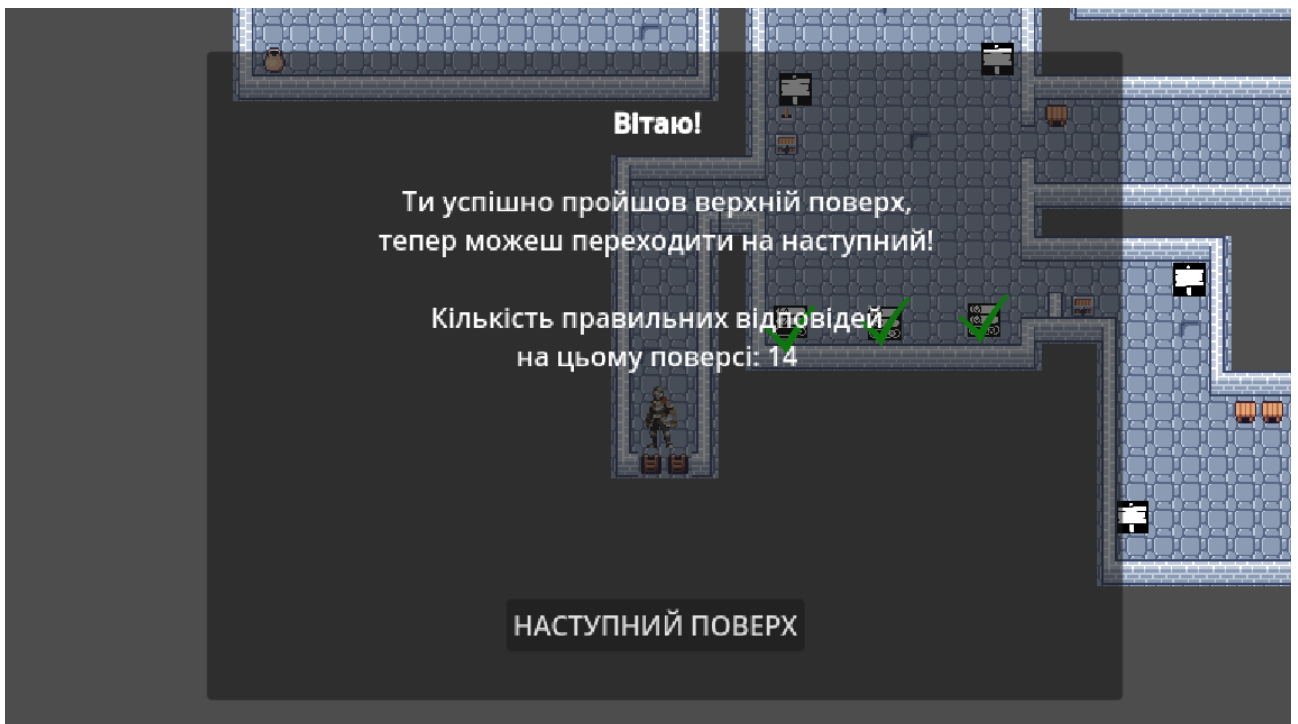 Вітаю!
Ти успішно пройшов верхній поверх,
тепер можеш переходити на наступний!
Кількість правильних відповідей
на цьому поверсі: 14
НАСТУПНИЙ ПОВЕРХ